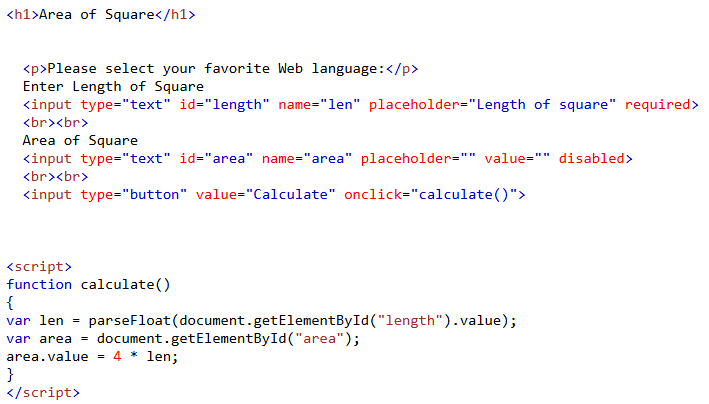 <h1>Area of Square</h1>
<p>Please select your favorite Web language:</p>
Enter Length of Square
<input type="text" id="length" name="len" placeholder="Length of square" required>
<br><br>
Area of Square
<input type="text" id="area" name="area" placeholder="" value="" disabled>
<br><br>
<input type="button" value="Calculate" onclick="calculate()">
<script>
function calculate()
{
var len = parseFloat(document.getElementById("length").value);
var area = document.getElementById("area");
area.value = 4 * len;
}
</script>